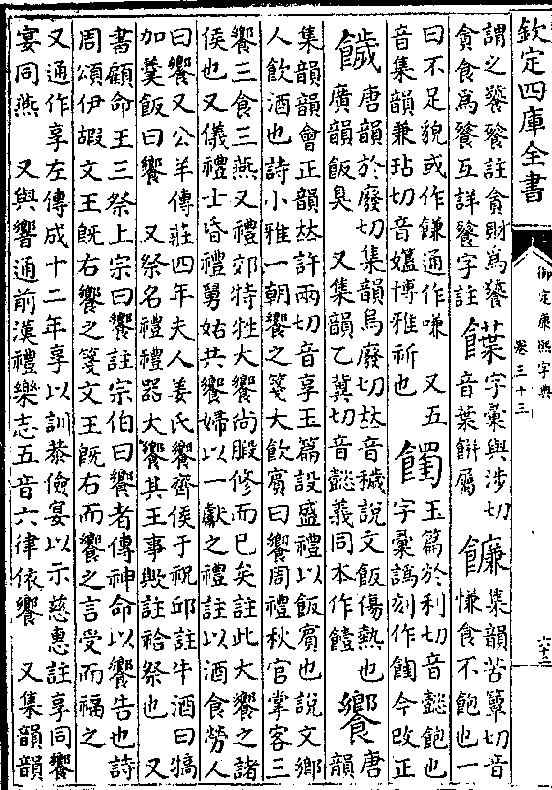 欽定四庫全書
御定康熙字典
卷三十三
六十二
謂之饕餮註貪財爲饕
貪食爲餮互詳餮字註
字彙與涉切
音葉餅屬
集韻苦簟切音
慊食不飽也一
曰不足貌或作䭑通作嗛 又五
音集韻兼玷切音博雅祈也
玉篇於利切音懿飽也
字彙譌刻作今改正
饖
唐韻於廢切集韻烏廢切𠀤音穢說文飯傷熱也
廣韻飯臭 又集韻乙冀切音懿義同本作饐
饗
唐
韻
集韻韻會正韻𠀤許兩切音享玉篇設盛禮以飯賓也說文鄉
人飲酒也詩小雅一朝饗之箋大飲賓曰饗周禮秋官掌客三
饗三食三燕又禮郊特牲大饗尚腶修而已矣註此大饗之諸
侯也又儀禮士昏禮舅姑共饗婦以一獻之禮註以酒食勞人
曰饗又公羊傳莊四年夫人姜氏饗齊侯于祝邱註牛酒曰犒
加羹飯曰饗 又祭名禮禮器大饗其王事歟註祫祭也 又
書顧命王三祭上宗曰饗註宗伯曰饗者傳神命以饗告也詩
周頌伊嘏文王既右饗之箋文王既右而饗之言受而福之
又通作享左傳成十二年享以訓恭儉宴以示慈惠註享同饗
宴同燕 又與響通前漢禮樂志五音六律依饗 又集韻韻